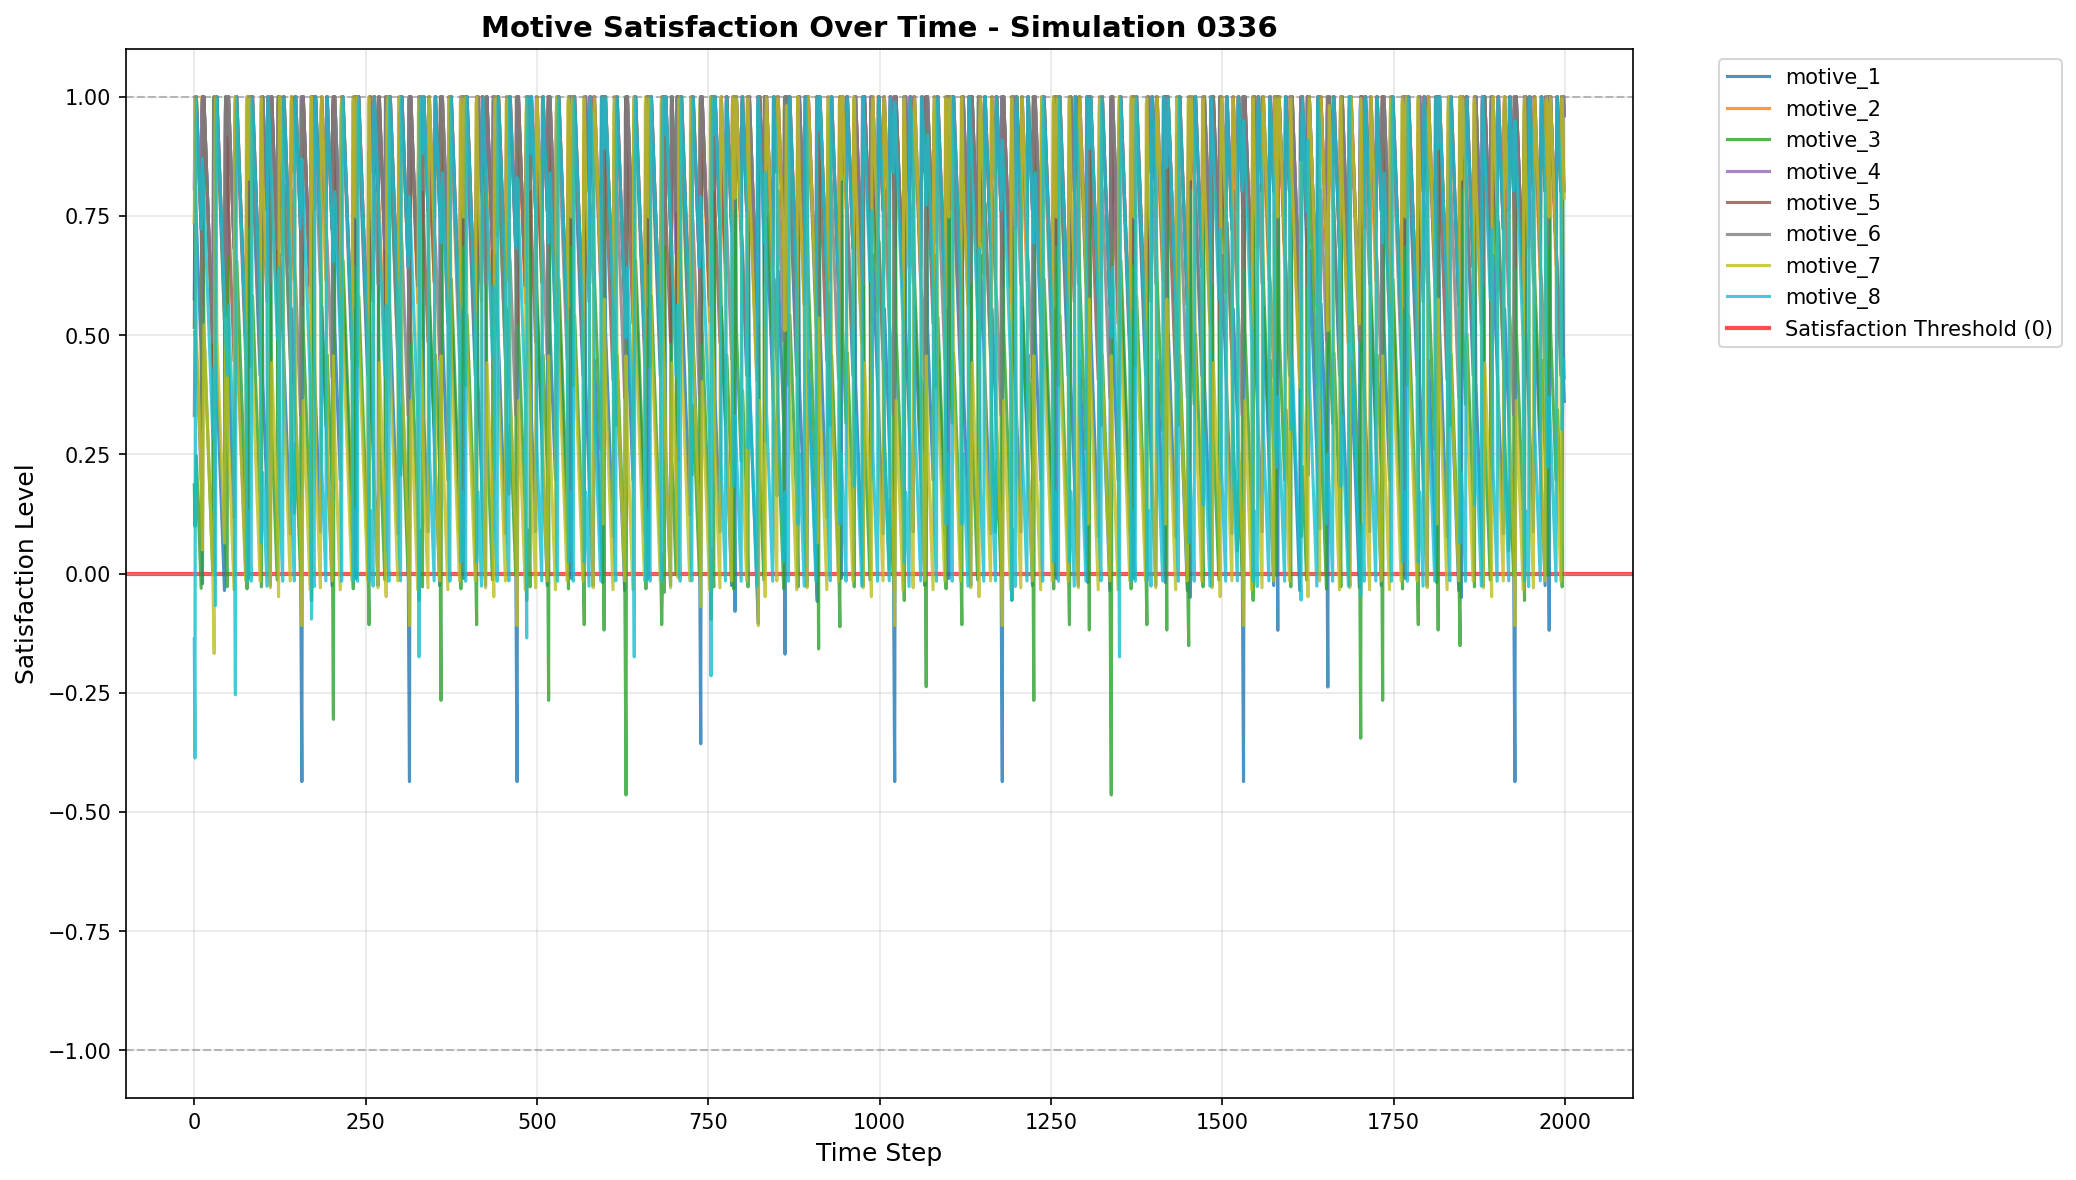 Motive Satisfaction Over Time - Simulation 0336
1.00
0.75
0.50
0.25
0.00
−0.25
−0.50
−0.75
−1.00
Satisfaction Level
0
250
500
750
1000
1250
1500
1750
2000
Time Step
motive_1
motive_2
motive_3
motive_4
motive_5
motive_6
motive_7
motive_8
Satisfaction Threshold (0)